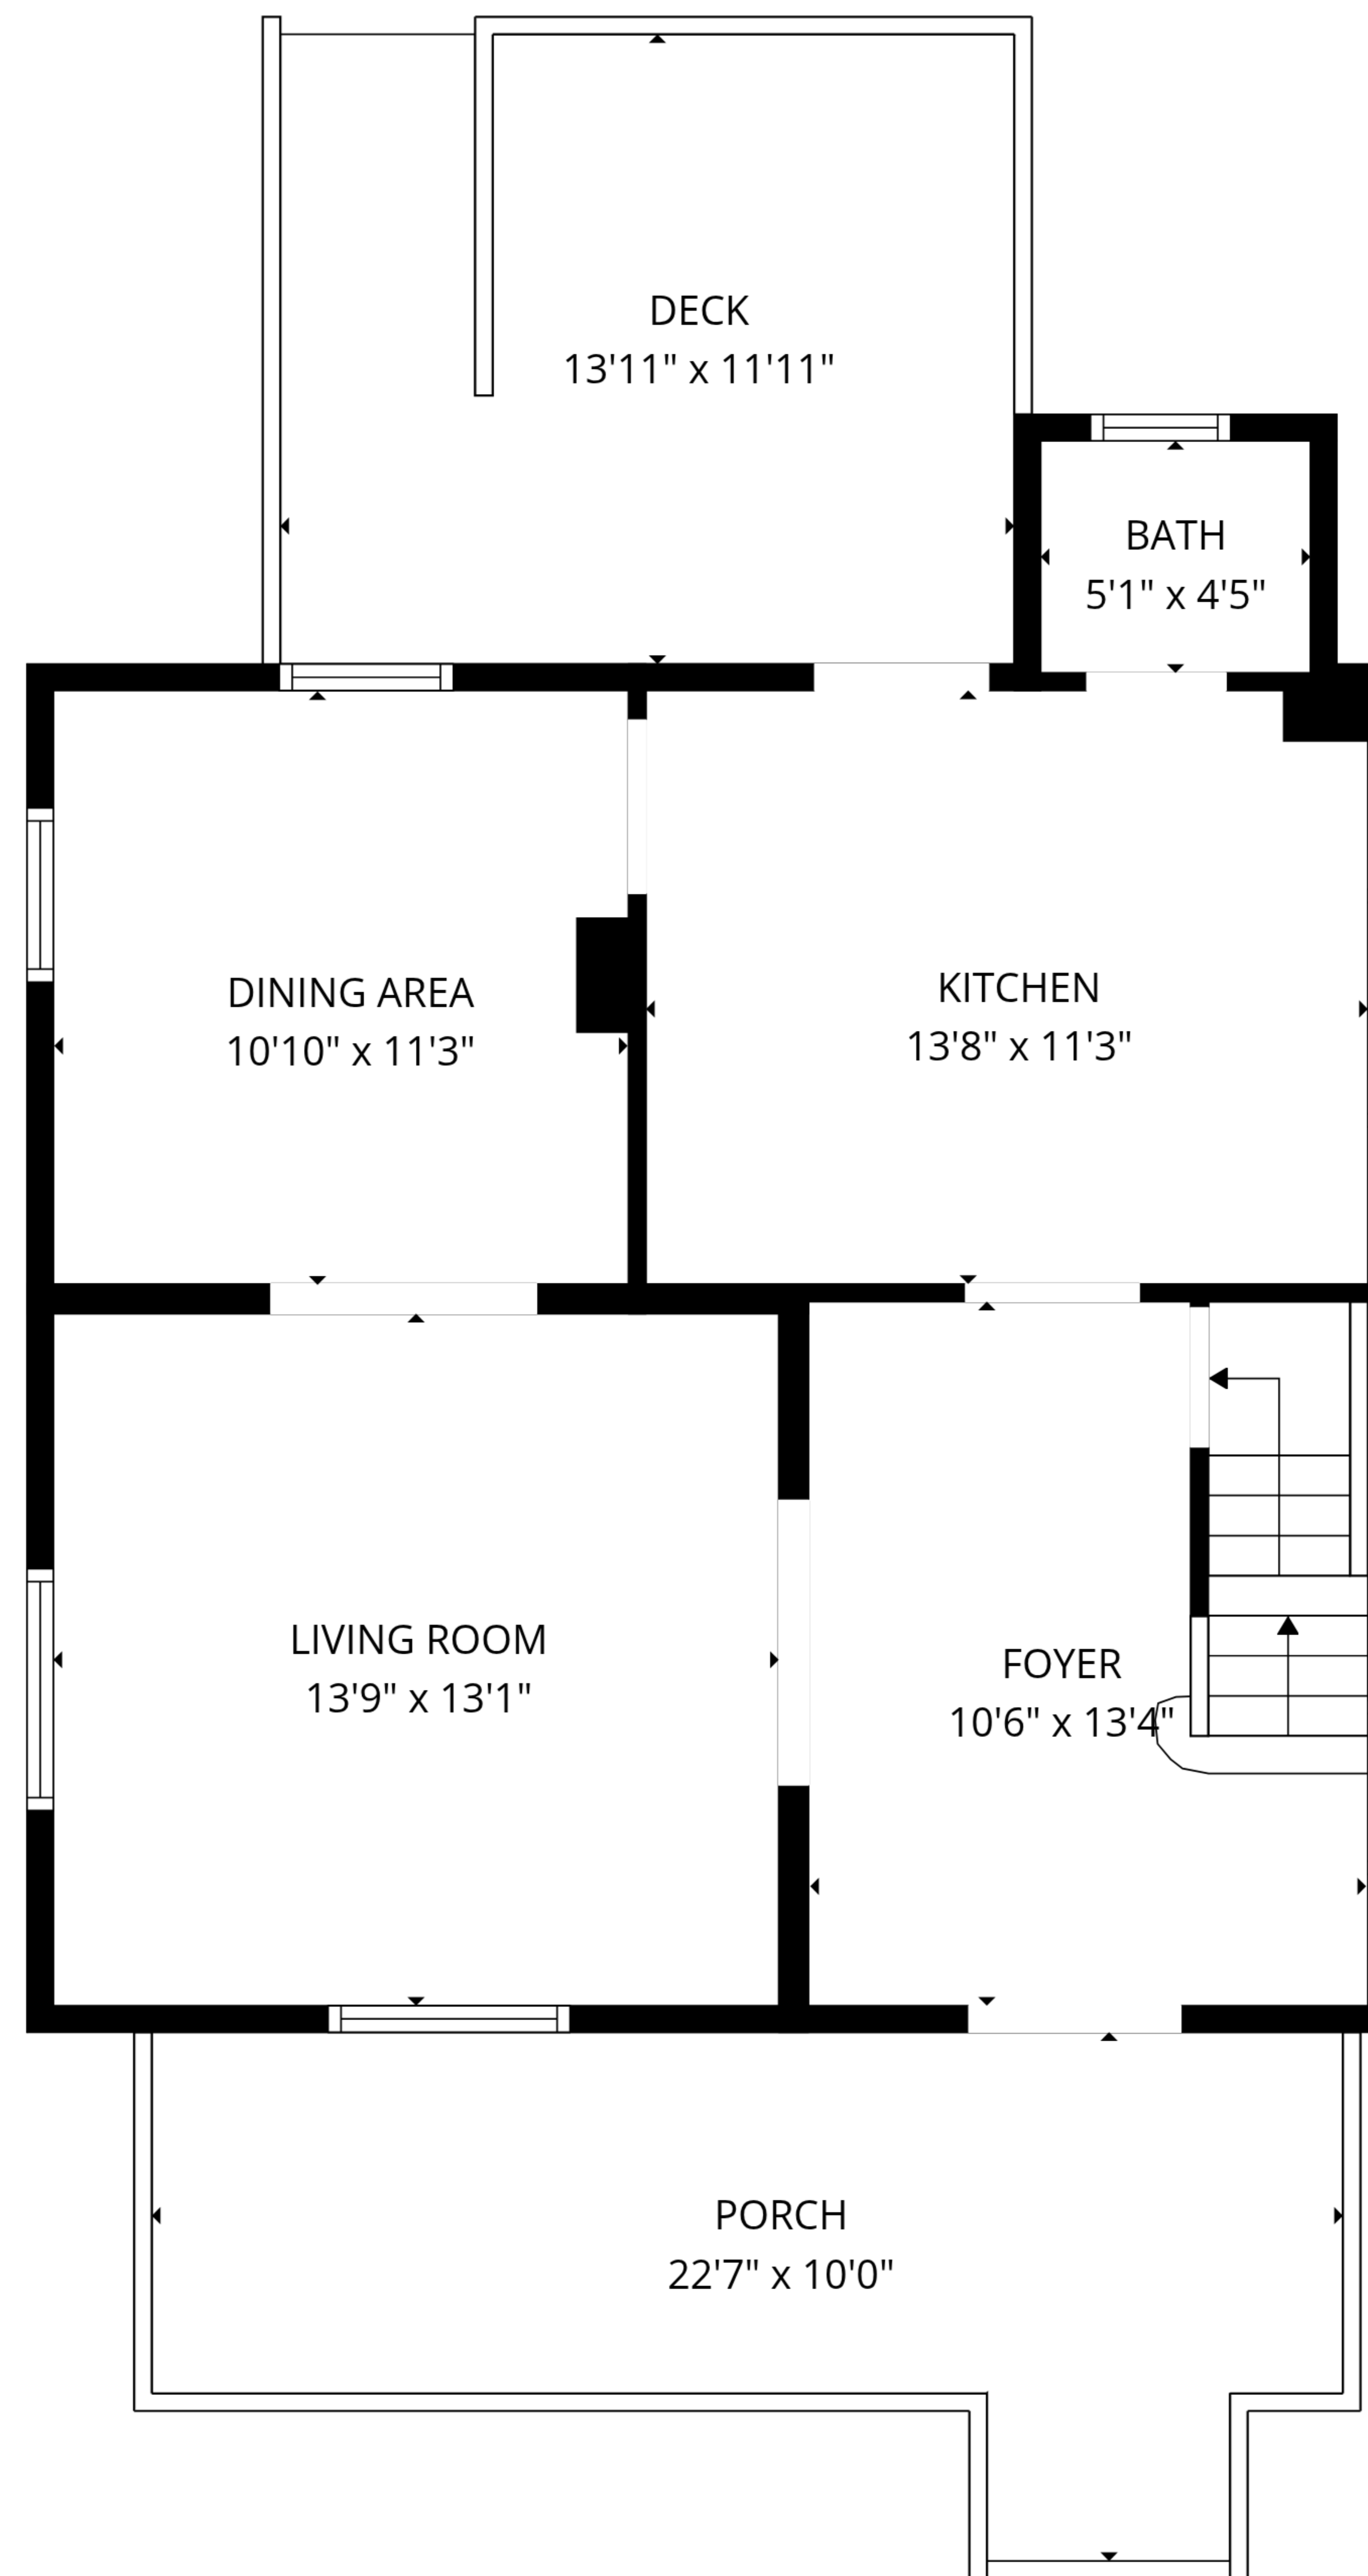 DECK
13'11" x 11'11"
BATH
5'1" x 4'5"
DINING AREA
10'10" x 11'3"
KITCHEN
13'8" x 11'3"
LIVING ROOM
13'9" x 13'1"
FOYER
10'6" x 13'4"
PORCH
22'7" x 10'0"